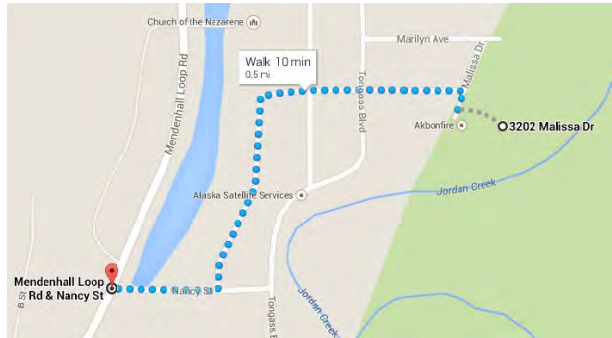 Church of the Nazarene
Marilyn Ave
Walk 10 min
0.5 mi
Mendenhall Loop Rd
Tongass Blvd
Malissa Dr
Akbonfire
3202 Malissa Dr
Jordan Creek
Alaska Satellite Services
Mendenhall Loop
Rd & Nancy St
Nancy St
B St
Tongass B
Jordan Creek